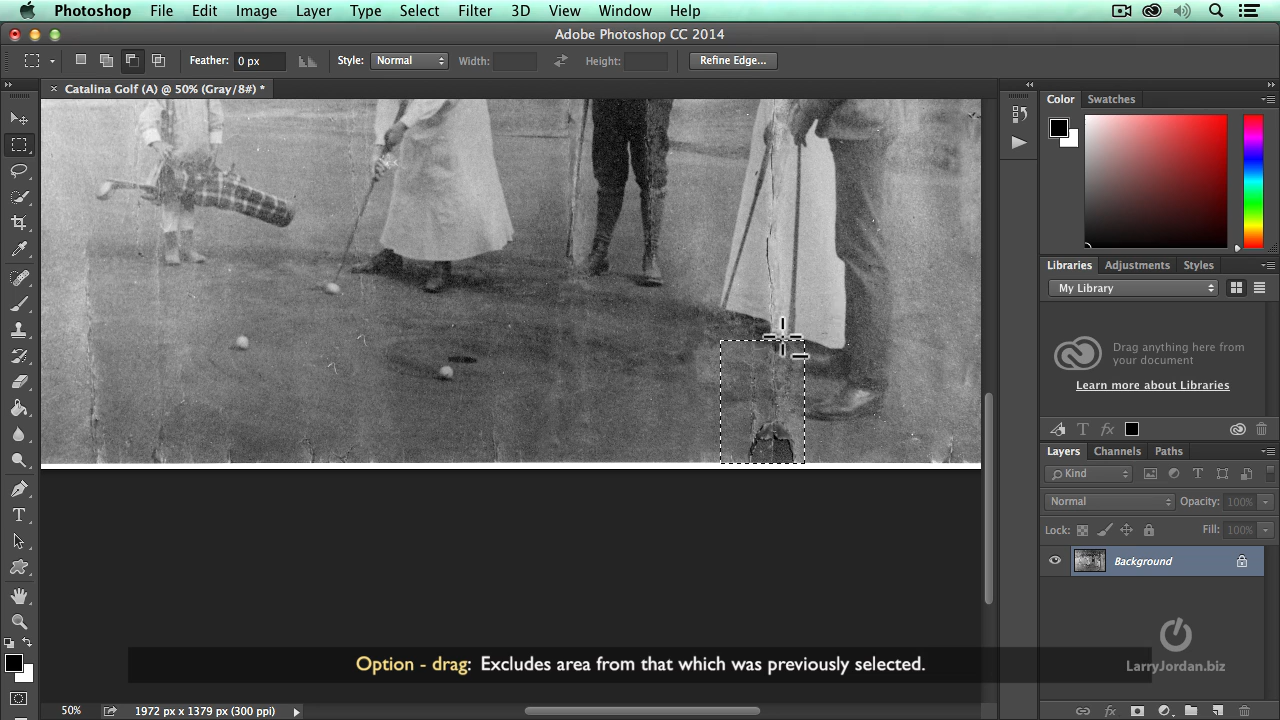 Photoshop File Edit Image Layer Type Select Filter 3D View Window Help
Adobe Photoshop CC 2014
Feather: 0 px Style: Normal Width: Height: Refine Edge...
× Catalina Golf (A) @ 50% (Gray/8#) *
Color Swatches
Libraries Adjustments Styles
My Library
Drag anything here to
your document
Learn more about Libraries
T fx
Layers Channels Paths
Kind T
Normal Opacity: 100%
Lock: Fill: 100%
Background
T
Option - drag: Excludes area from that which was previously selected.
LarryJordan.biz
50% 1972 px x 1379 px (300 ppi)
fx